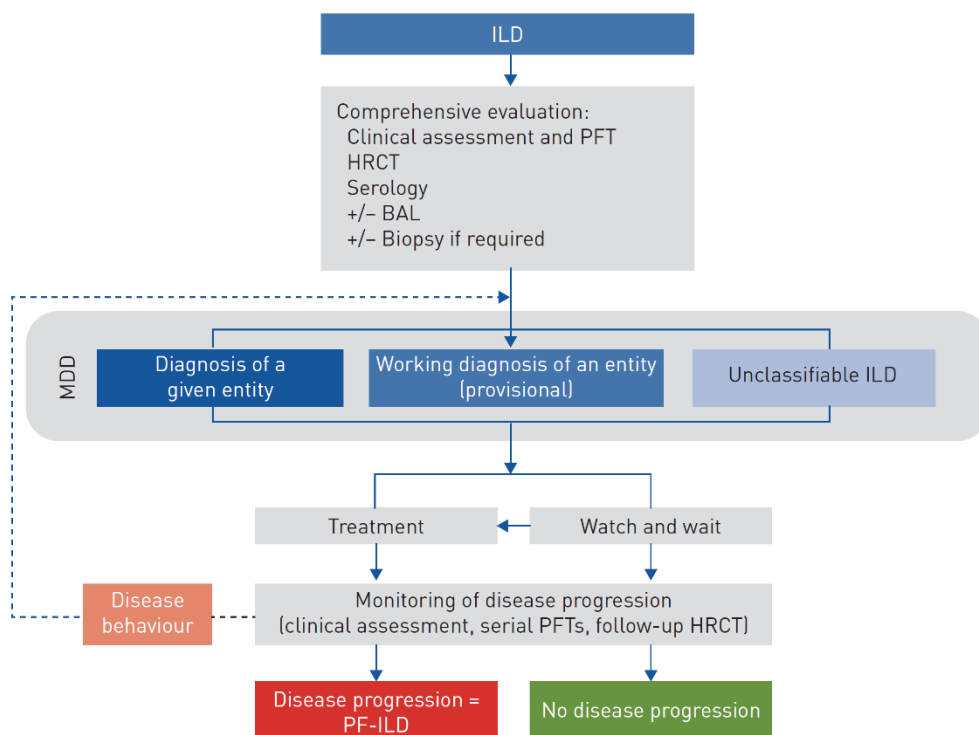 ILD
Comprehensive evaluation:
Clinical assessment and PFT
HRCT
Serology
+/– BAL
+/– Biopsy if required
MDD
Diagnosis of a
given entity
Working diagnosis of an entity
(provisional)
Unclassifiable ILD
Treatment
Watch and wait
Disease
behaviour
Monitoring of disease progression
(clinical assessment, serial PFTs, follow-up HRCT)
Disease progression =
PF-ILD
No disease progression